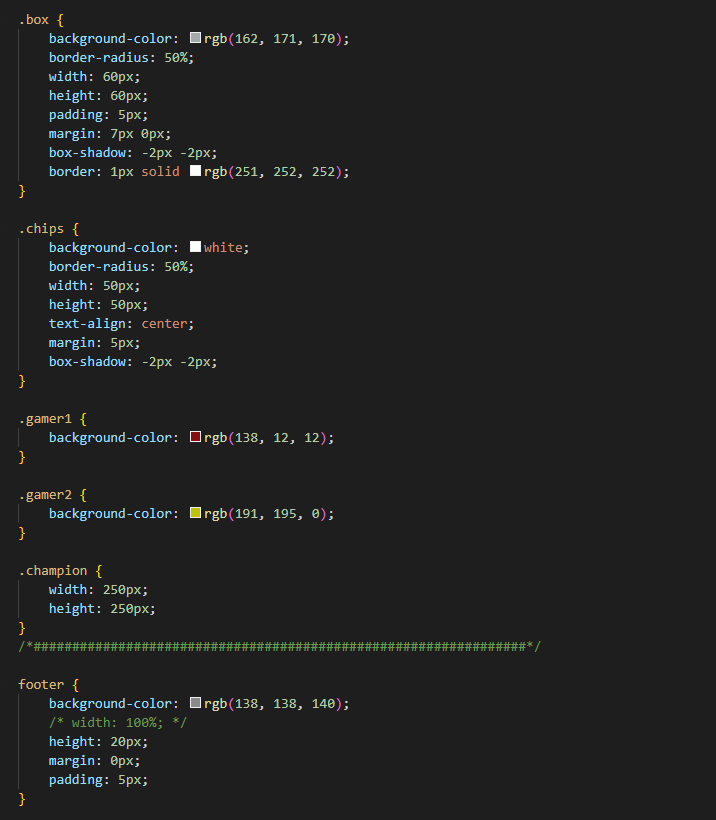 .box {
    background-color: rgb(162, 171, 170);
    border-radius: 50%;
    width: 60px;
    height: 60px;
    padding: 5px;
    margin: 7px 0px;
    box-shadow: -2px -2px;
    border: 1px solid rgb(251, 252, 252);
}

.chips {
    background-color: white;
    border-radius: 50%;
    width: 50px;
    height: 50px;
    text-align: center;
    margin: 5px;
    box-shadow: -2px -2px;
}

.gamer1 {
    background-color: rgb(138, 12, 12);
}

.gamer2 {
    background-color: rgb(191, 195, 0);
}

.champion {
    width: 250px;
    height: 250px;
}
/*################################################################*/

footer {
    background-color: rgb(138, 138, 140);
    /* width: 100%; */
    height: 20px;
    margin: 0px;
    padding: 5px;
}